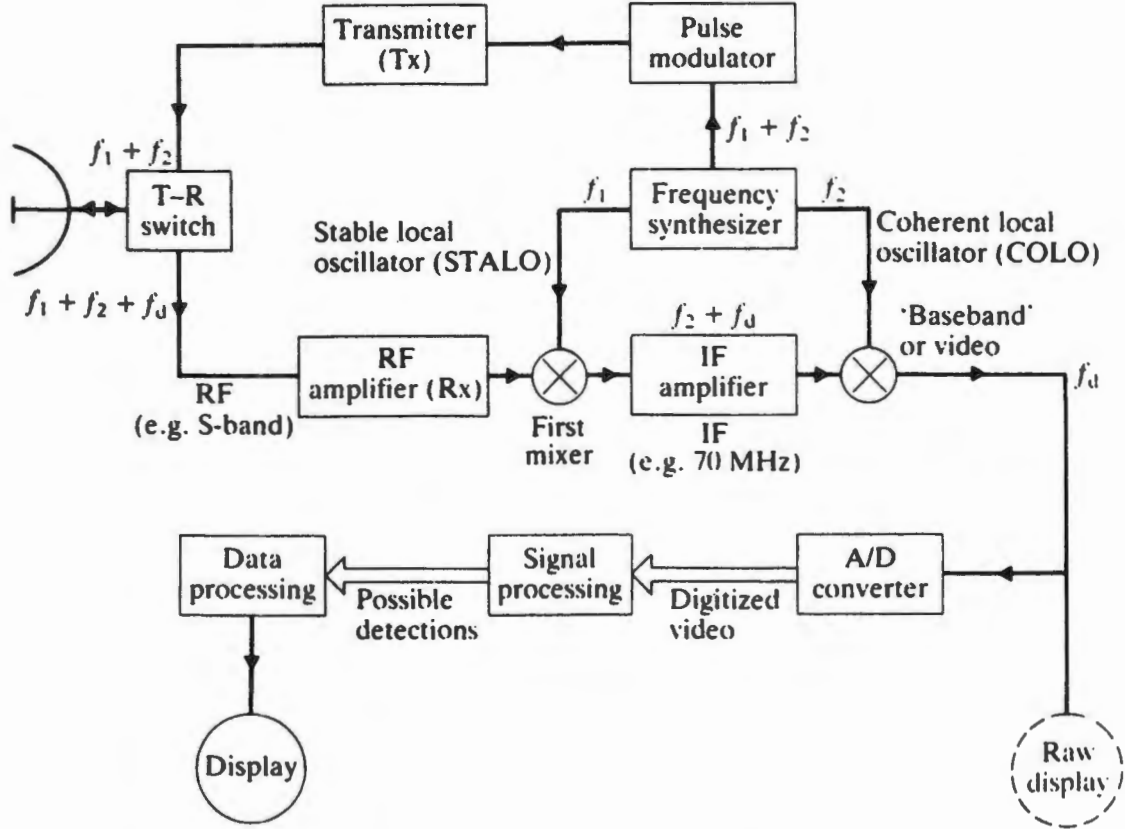 Transmitter
(Tx)
Pulse
modulator
f₁ + f₂
f₁ + f₂
T–R
switch
f₁
Frequency
synthesizer
f₂
Stable local
oscillator (STALO)
Coherent local
oscillator (COLO)
f₁ + f₂ + fd
RF
(e.g. S-band)
RF
amplifier (Rx)
First
mixer
f₂ + fd
IF
amplifier
IF
(e.g. 70 MHz)
'Baseband'
or video
fd
Data
processing
Possible
detections
Signal
processing
Digitized
video
A/D
converter
Display
Raw
display